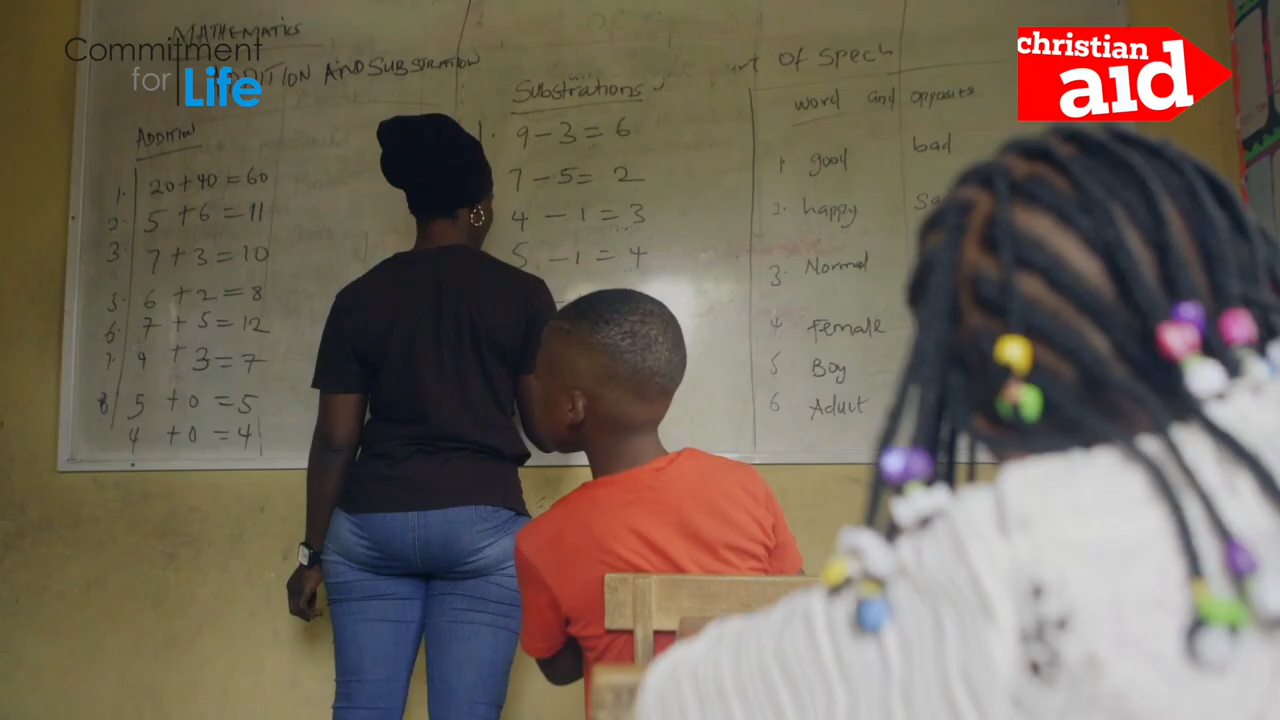 Commitment
for Life
christian
aid
MATHEMATICS
ADDITION AND SUBSTRATION
ADDITION
1. 20 + 40 = 60
2. 5 + 6 = 11
3. 7 + 3 = 10
5. 6 + 2 = 8
6. 7 + 5 = 12
7. 4 + 3 = 7
8 5 + 0 = 5
4 + 0 = 4
Substrations
1. 9 - 3 = 6
7 - 5 = 2
4 - 1 = 3
5 - 1 = 4
of Speech
word and opposite
1 good bad
2. happy
3. Normal
4 Female
5 Boy
6 Aduit